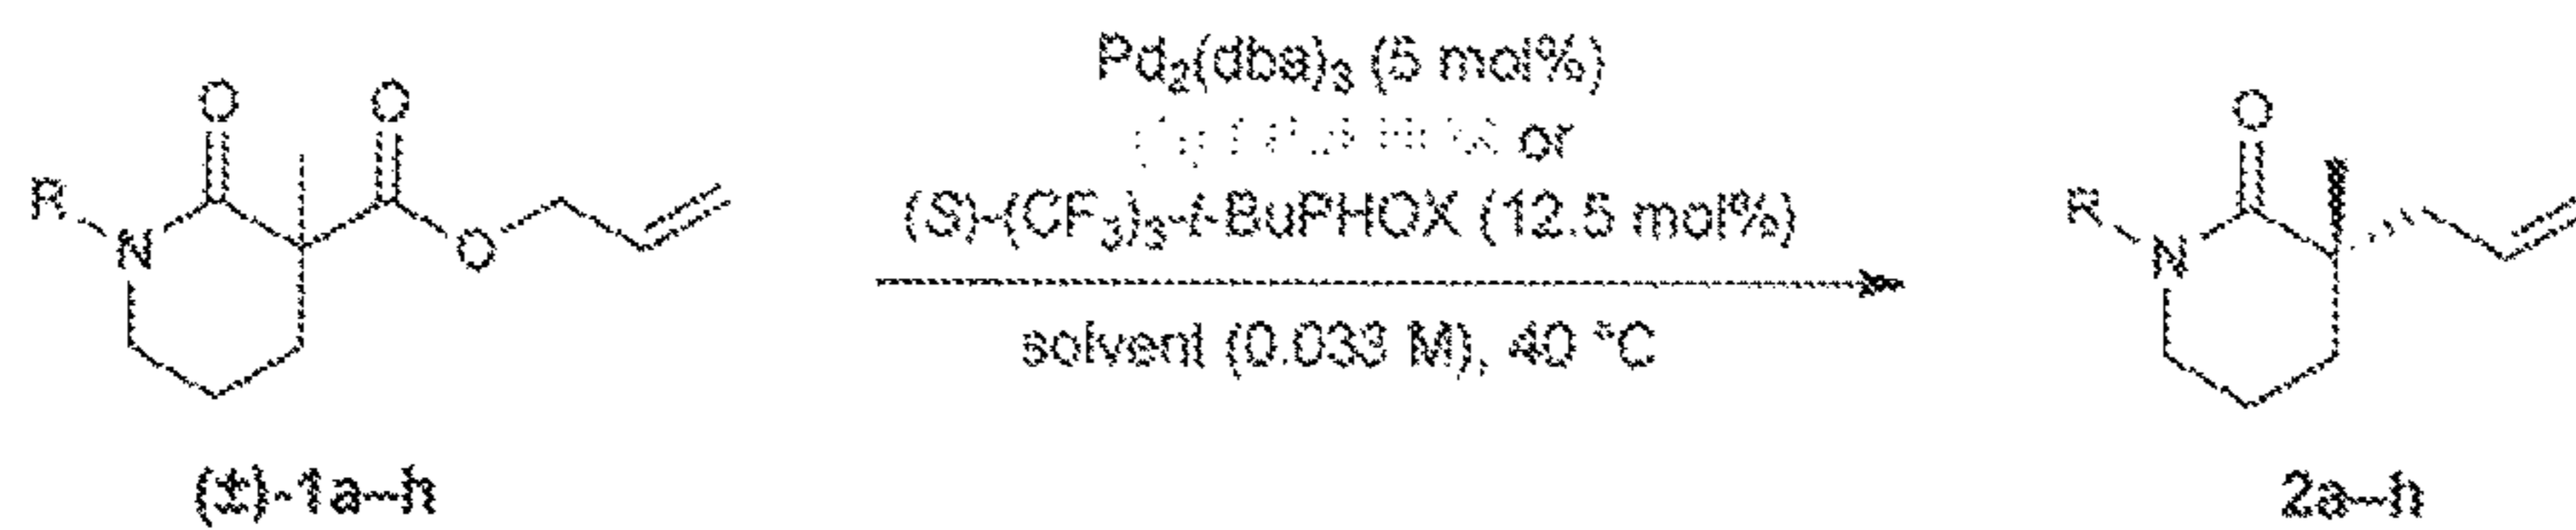 O O
R
N
O
Pd₂(dba)₃ (5 mol%)
or
(S)-(CF₃)₃-t-BuPHOX (12.5 mol%)
solvent (0.033 M), 40 °C
O
R
N
(±)-1a–h
2a–h